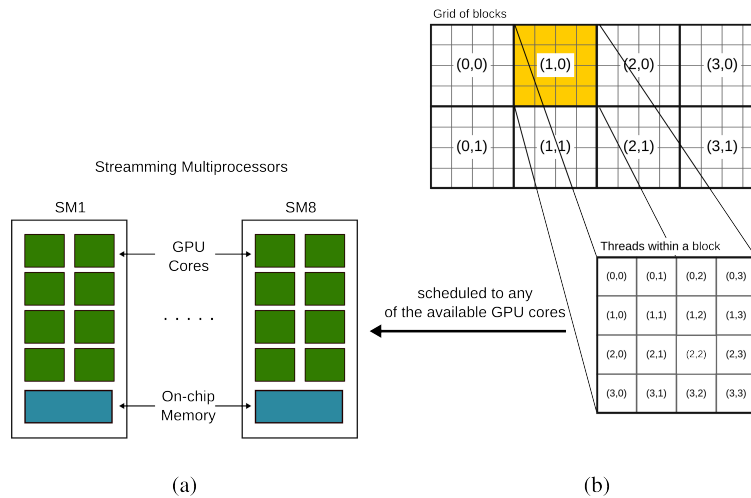 Grid of blocks
(0,0) (1,0) (2,0) (3,0)
(0,1) (1,1) (2,1) (3,1)
Streamming Multiprocessors
SM1 SM8
GPU
Cores
. . . . .
On-chip
Memory
scheduled to any
of the available GPU cores
Threads within a block
(0,0) (0,1) (0,2) (0,3)
(1,0) (1,1) (1,2) (1,3)
(2,0) (2,1) (2,2) (2,3)
(3,0) (3,1) (3,2) (3,3)
(a) (b)